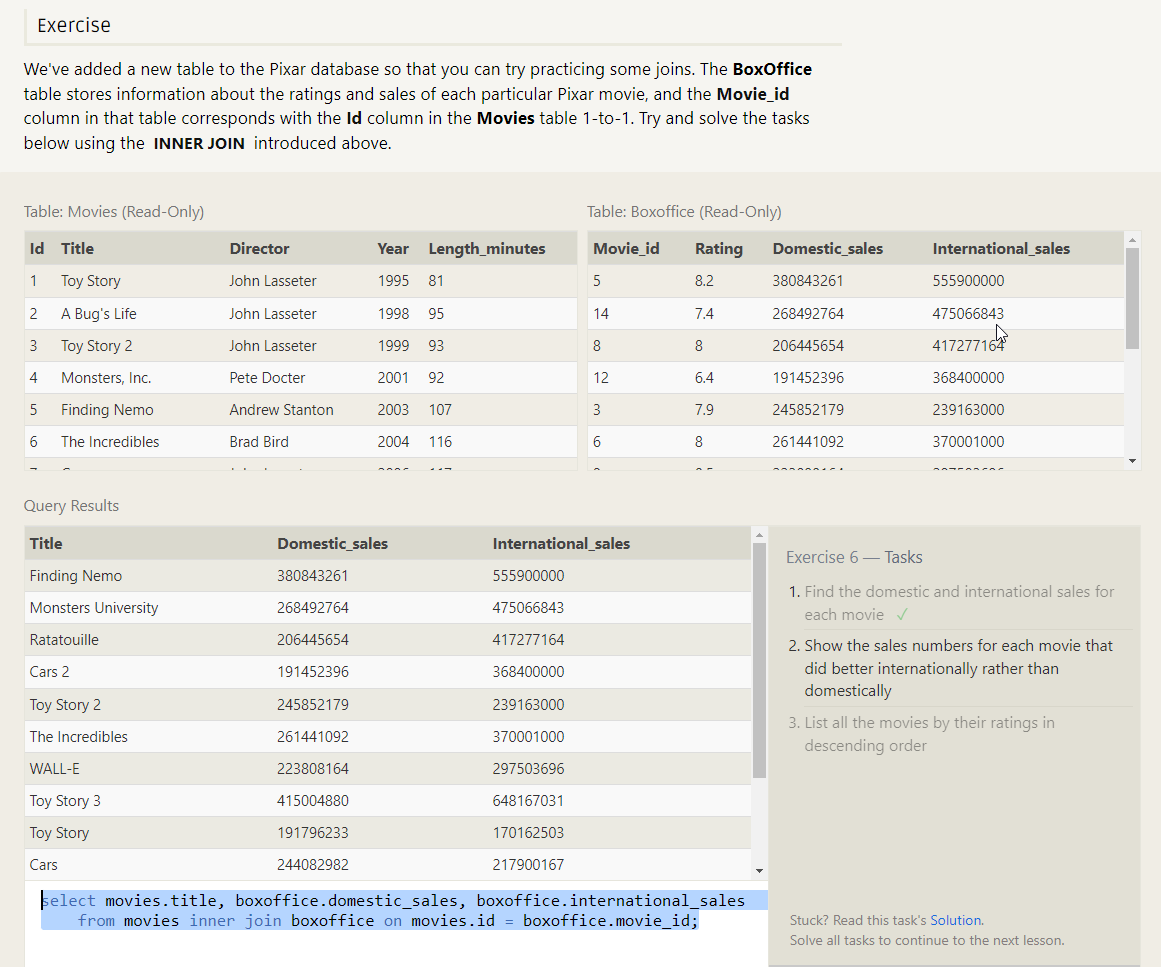 Exercise
We've added a new table to the Pixar database so that you can try practicing some joins. The BoxOffice
table stores information about the ratings and sales of each particular Pixar movie, and the Movie_id
column in that table corresponds with the Id column in the Movies table 1-to-1. Try and solve the tasks
below using the INNER JOIN introduced above.
Table: Movies (Read-Only)
Id Title Director Year Length_minutes
1 Toy Story John Lasseter 1995 81
2 A Bug's Life John Lasseter 1998 95
3 Toy Story 2 John Lasseter 1999 93
4 Monsters, Inc. Pete Docter 2001 92
5 Finding Nemo Andrew Stanton 2003 107
6 The Incredibles Brad Bird 2004 116
Table: Boxoffice (Read-Only)
Movie_id Rating Domestic_sales International_sales
5 8.2 380843261 555900000
14 7.4 268492764 475066843
8 8 206445654 417277164
12 6.4 191452396 368400000
3 7.9 245852179 239163000
6 8 261441092 370001000
Query Results
Title Domestic_sales International_sales
Finding Nemo 380843261 555900000
Monsters University 268492764 475066843
Ratatouille 206445654 417277164
Cars 2 191452396 368400000
Toy Story 2 245852179 239163000
The Incredibles 261441092 370001000
WALL-E 223808164 297503696
Toy Story 3 415004880 648167031
Toy Story 191796233 170162503
Cars 244082982 217900167
select movies.title, boxoffice.domestic_sales, boxoffice.international_sales
from movies inner join boxoffice on movies.id = boxoffice.movie_id;
Exercise 6 — Tasks
1. Find the domestic and international sales for
each movie ✓
2. Show the sales numbers for each movie that
did better internationally rather than
domestically
3. List all the movies by their ratings in
descending order
Stuck? Read this task's Solution.
Solve all tasks to continue to the next lesson.